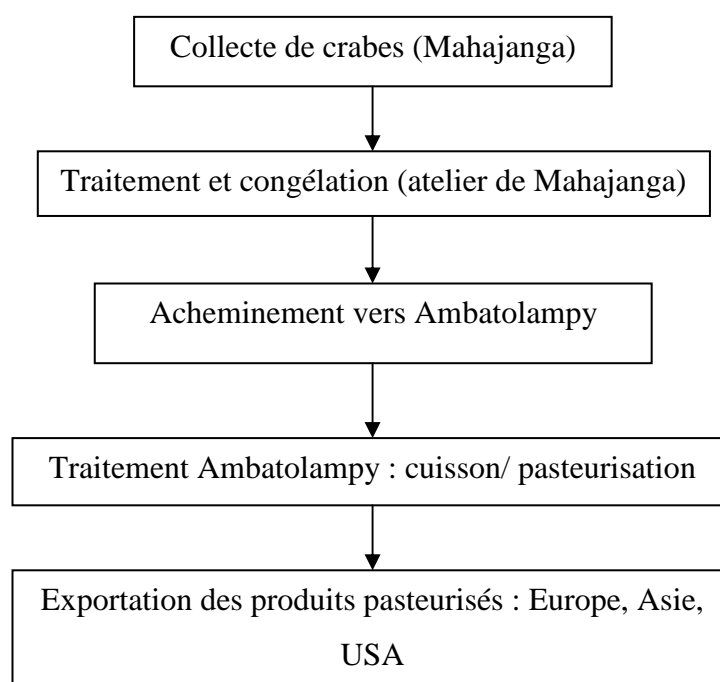 Collecte de crabes (Mahajanga)
Traitement et congélation (atelier de Mahajanga)
Acheminement vers Ambatolampy
Traitement Ambatolampy : cuisson/ pasteurisation
Exportation des produits pasteurisés : Europe, Asie,
USA